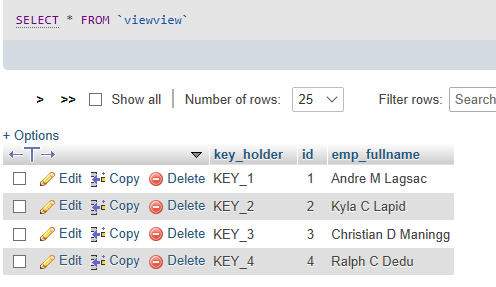 SELECT * FROM `viewview`
> >> Show all Number of rows: 25 Filter rows: Search
+ Options
key_holder id emp_fullname
Edit Copy Delete KEY_1 1 Andre M Lagsac
Edit Copy Delete KEY_2 2 Kyla C Lapid
Edit Copy Delete KEY_3 3 Christian D Maningg
Edit Copy Delete KEY_4 4 Ralph C Dedu